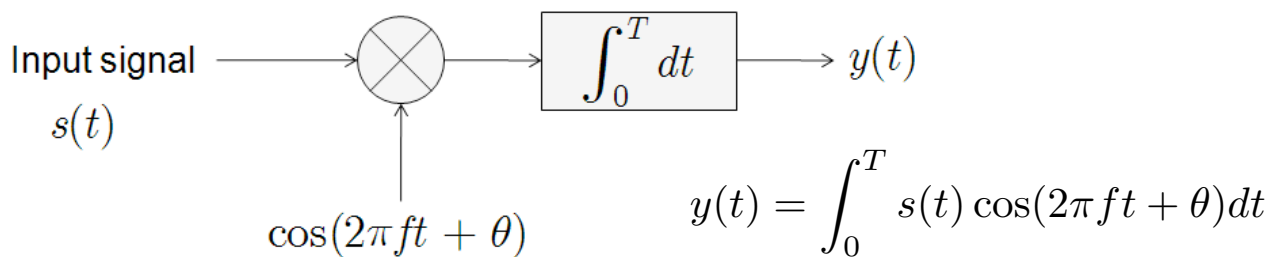 Input signal
s(t)
∫₀ᵀ dt
y(t)
cos(2πft + θ)
y(t) = ∫₀ᵀ s(t) cos(2πft + θ)dt